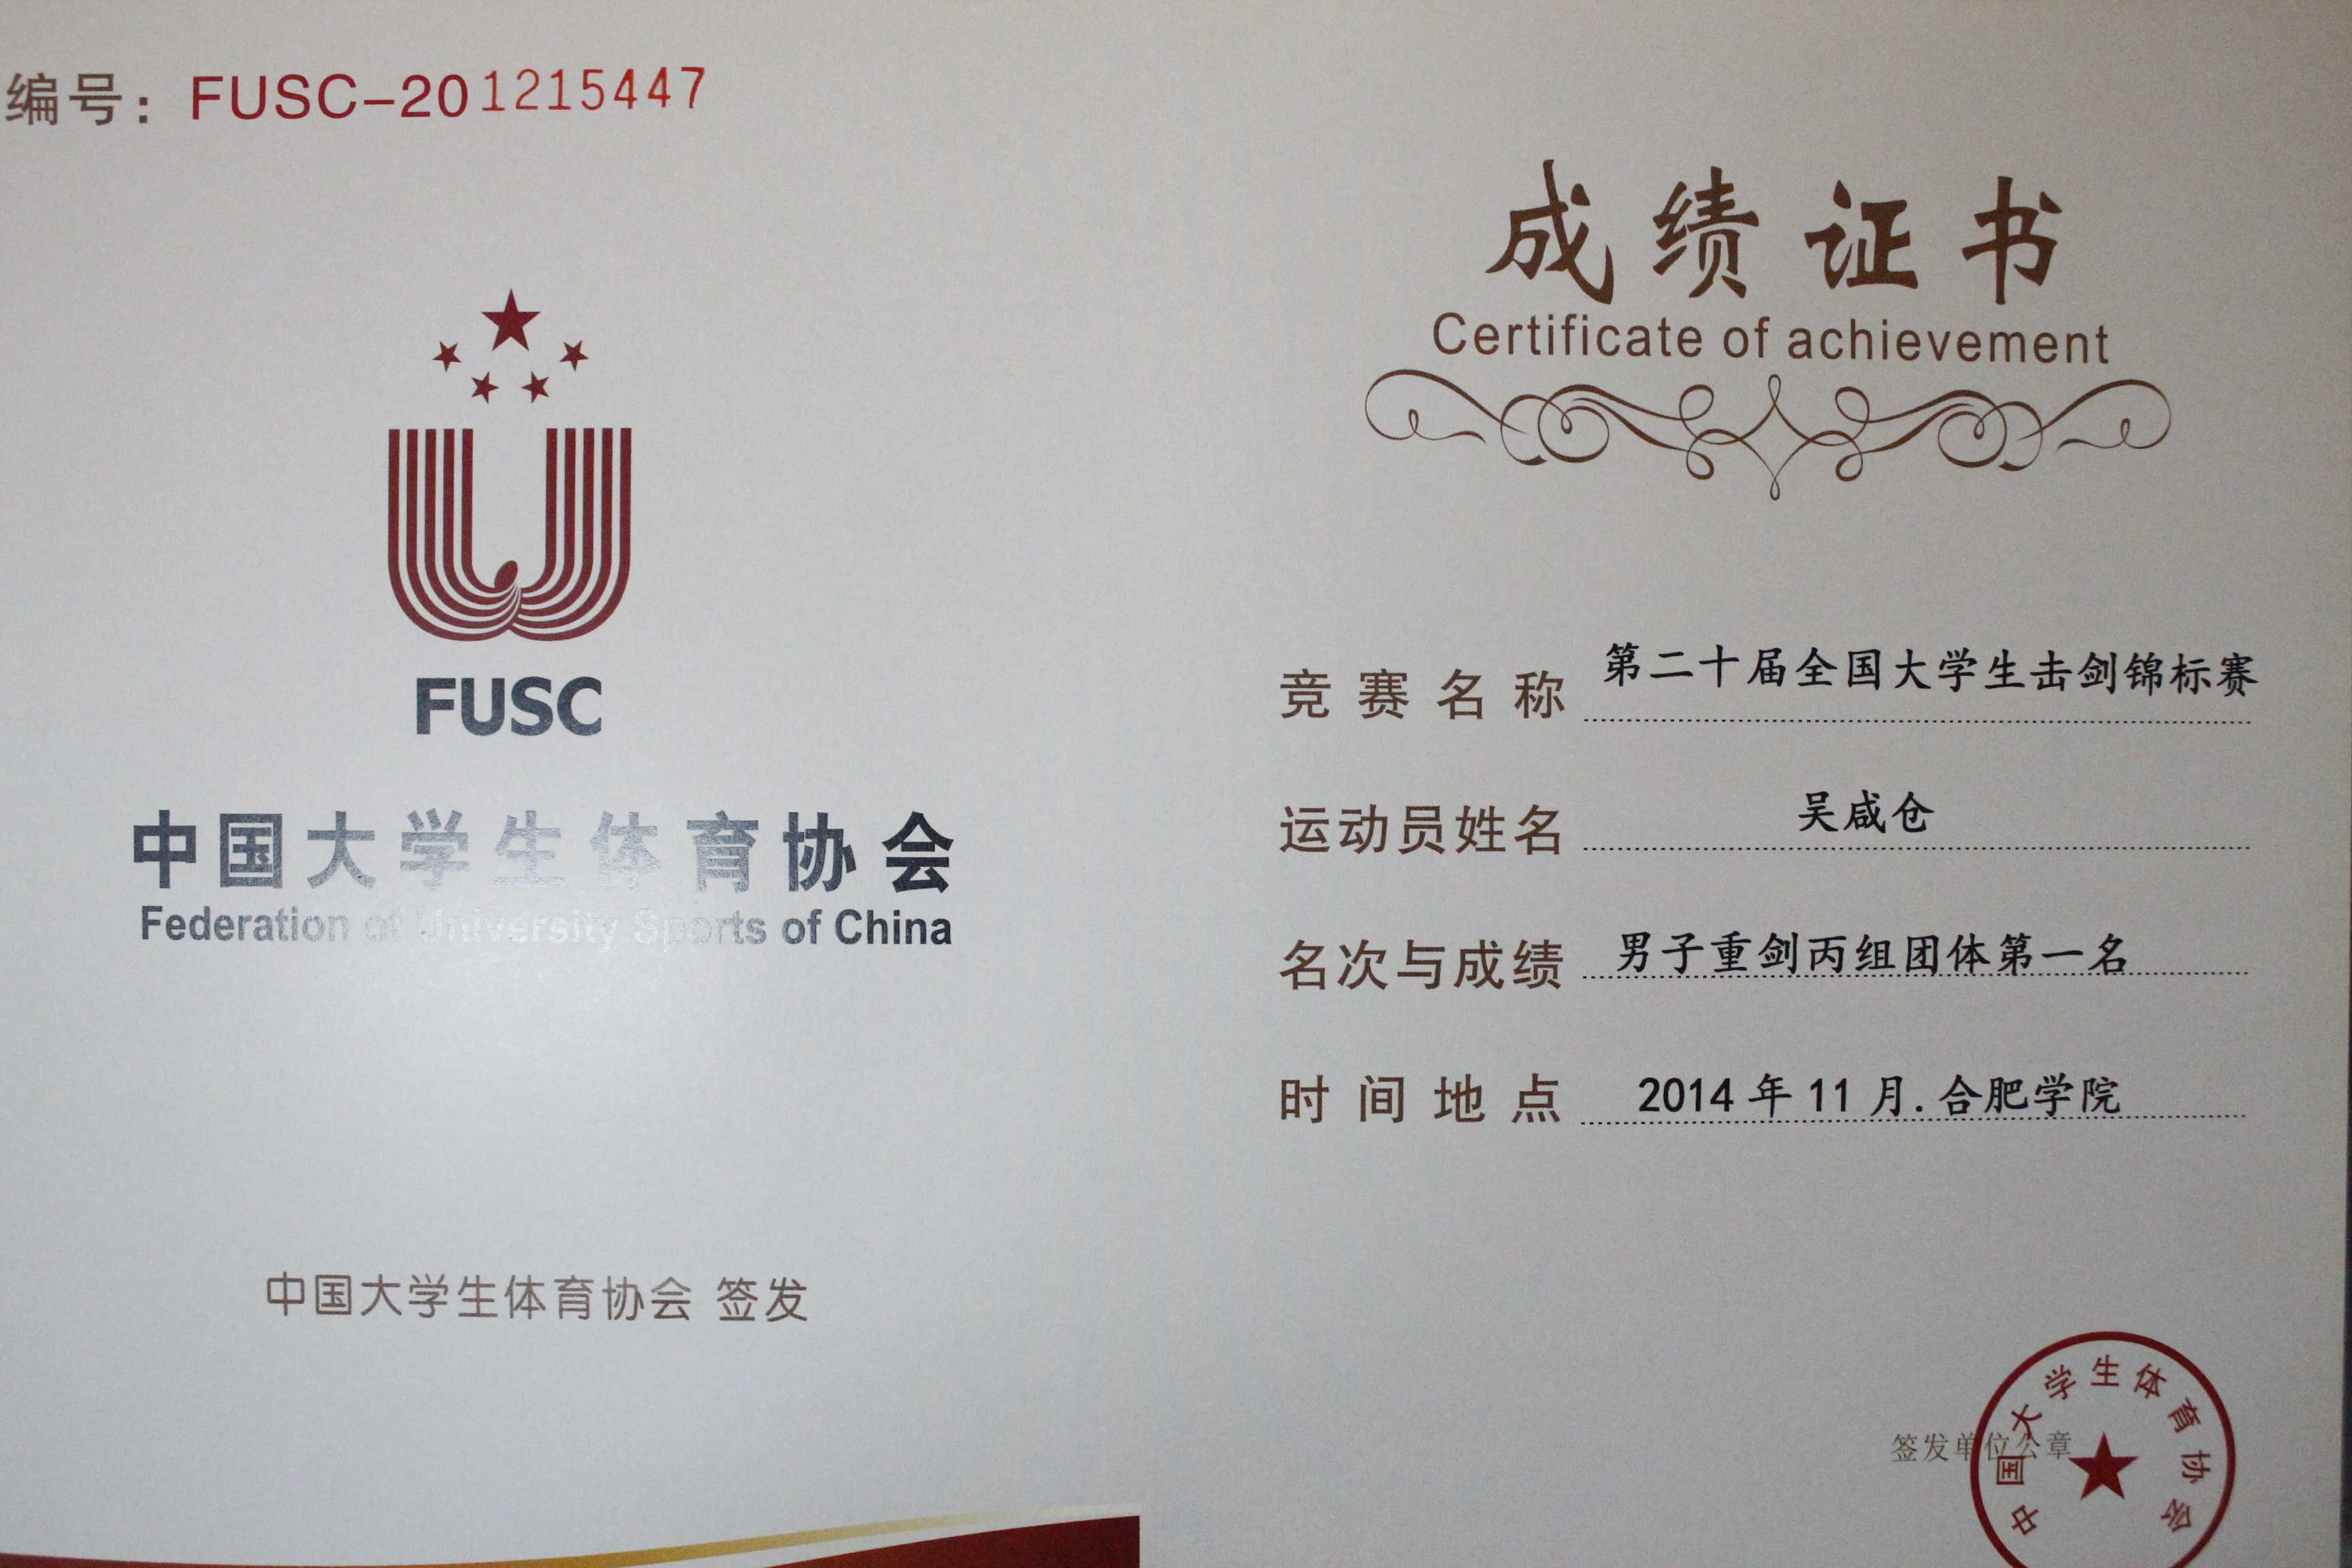 编号：FUSC-201215447
FUSC
中国大学生体育协会
Federation of University Sports of China
中国大学生体育协会 签发
成绩证书
Certificate of achievement
竞赛名称 第二十届全国大学生击剑锦标赛
运动员姓名 吴咸仓
名次与成绩 男子重剑丙组团体第一名
时间地点 2014年11月.合肥学院
签发单位公章
中国大学生体育协会